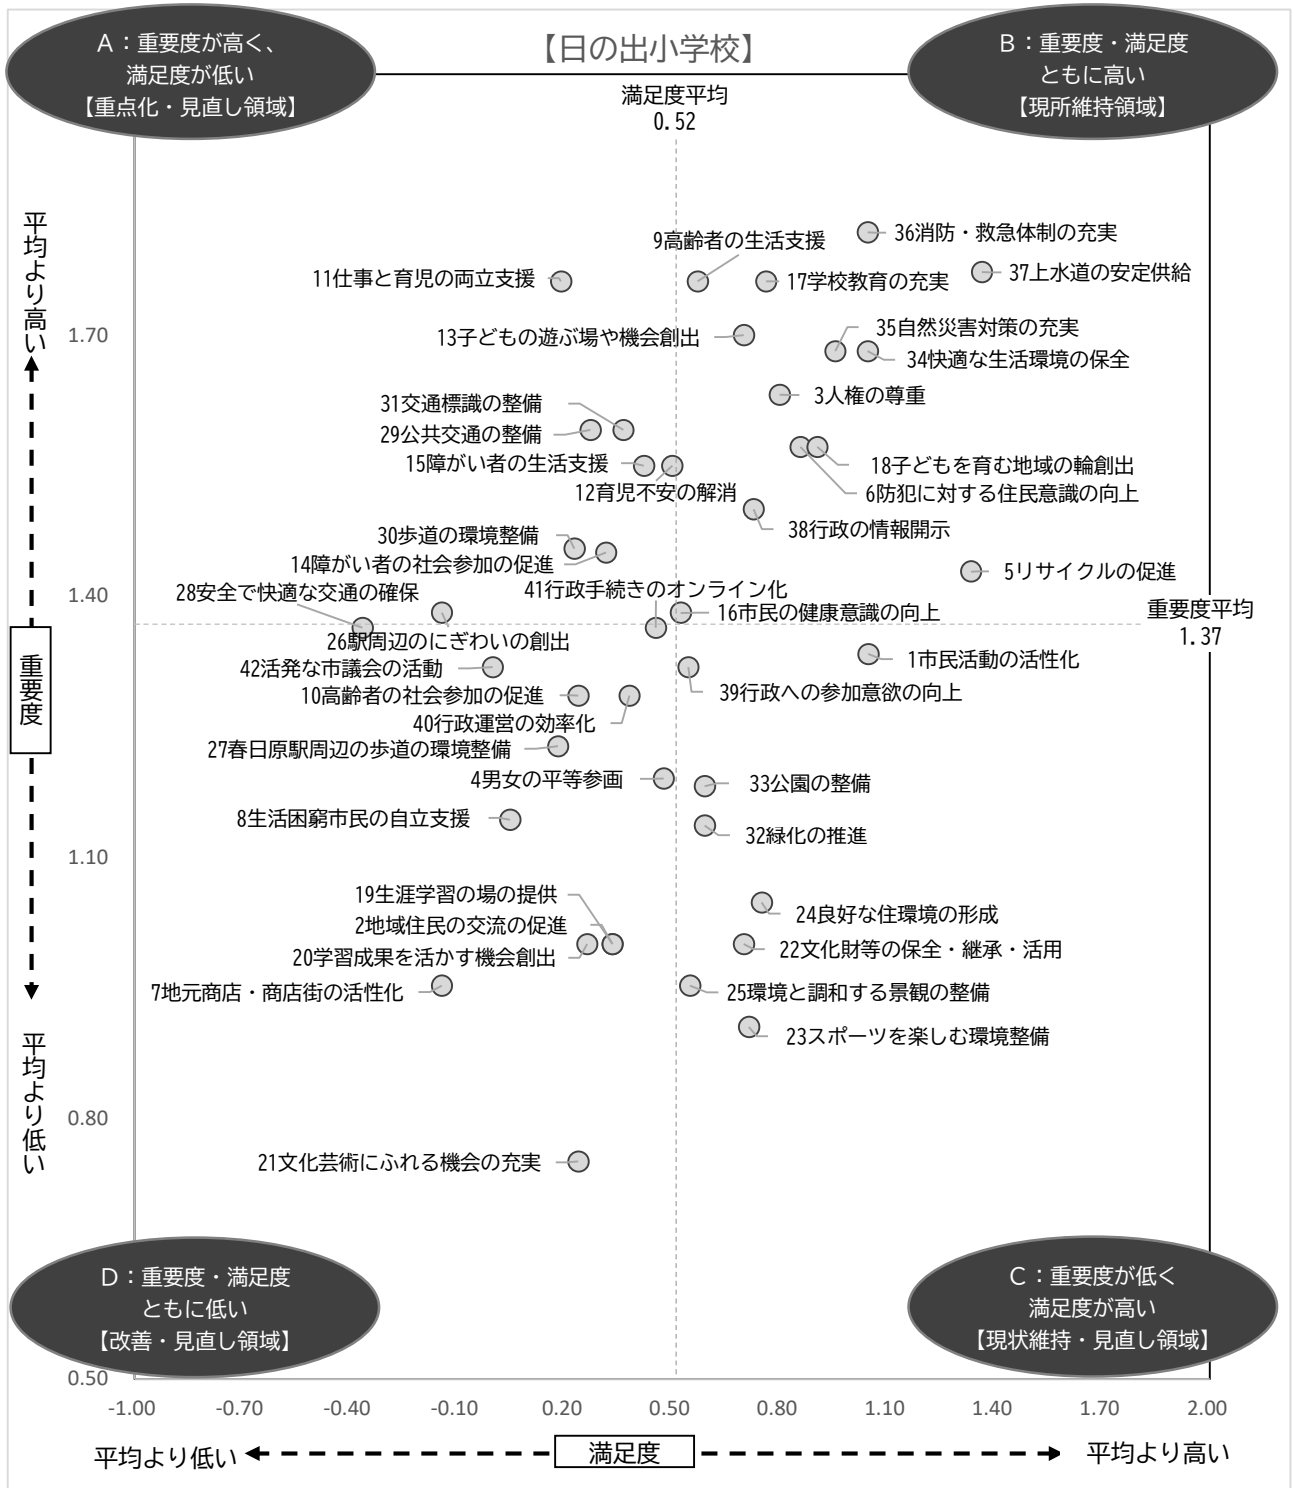 【日の出小学校】
A：重要度が高く、
満足度が低い
【重点化・見直し領域】
B：重要度・満足度
ともに高い
【現所維持領域】
満足度平均
0.52
平均より高い
36消防・救急体制の充実
9高齢者の生活支援
37上水道の安定供給
11仕事と育児の両立支援
17学校教育の充実
35自然災害対策の充実
1.70
13子どもの遊ぶ場や機会創出
34快適な生活環境の保全
3人権の尊重
31交通標識の整備
29公共交通の整備
15障がい者の生活支援
18子どもを育む地域の輪創出
12育児不安の解消
6防犯に対する住民意識の向上
38行政の情報開示
30歩道の環境整備
14障がい者の社会参加の促進
5リサイクルの促進
1.40
28安全で快適な交通の確保
41行政手続きのオンライン化
16市民の健康意識の向上
重要度平均
1.37
26駅周辺のにぎわいの創出
重要度
1市民活動の活性化
42活発な市議会の活動
10高齢者の社会参加の促進
39行政への参加意欲の向上
40行政運営の効率化
27春日原駅周辺の歩道の環境整備
4男女の平等参画
33公園の整備
8生活困窮市民の自立支援
32緑化の推進
1.10
19生涯学習の場の提供
24良好な住環境の形成
2地域住民の交流の促進
22文化財等の保全・継承・活用
20学習成果を活かす機会創出
7地元商店・商店街の活性化
25環境と調和する景観の整備
23スポーツを楽しむ環境整備
平均より低い
0.80
21文化芸術にふれる機会の充実
D：重要度・満足度
ともに低い
【改善・見直し領域】
C：重要度が低く
満足度が高い
【現状維持・見直し領域】
0.50
-1.00 -0.70 -0.40 -0.10 0.20 0.50 0.80 1.10 1.40 1.70 2.00
平均より低い 満足度 平均より高い